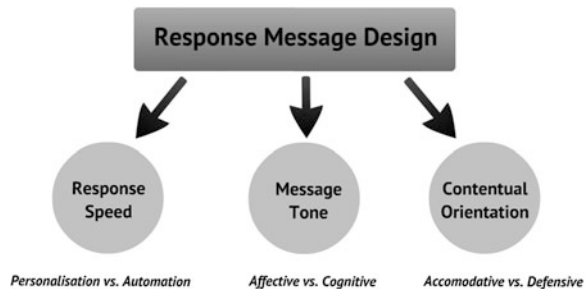 Response Message Design
Response
Speed
Message
Tone
Contentual
Orientation
Personalisation vs. Automation
Affective vs. Cognitive
Accomodative vs. Defensive